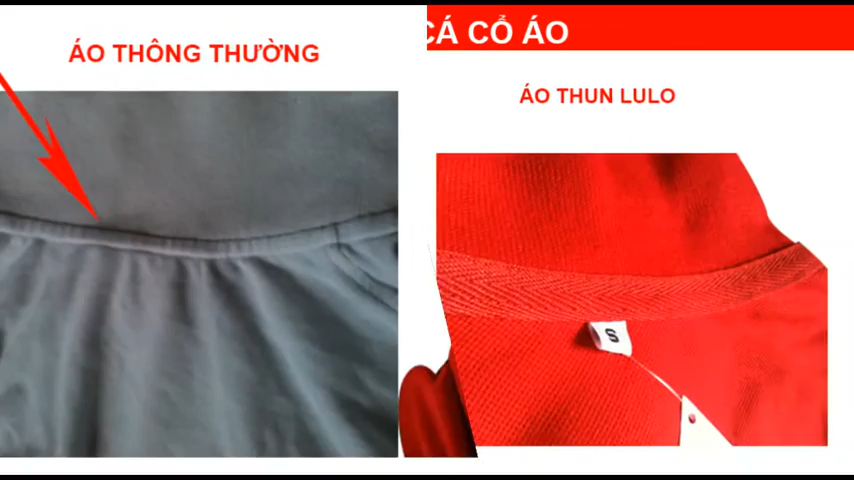 CÁ CỔ ÁO
ÁO THÔNG THƯỜNG
ÁO THUN LULO
S